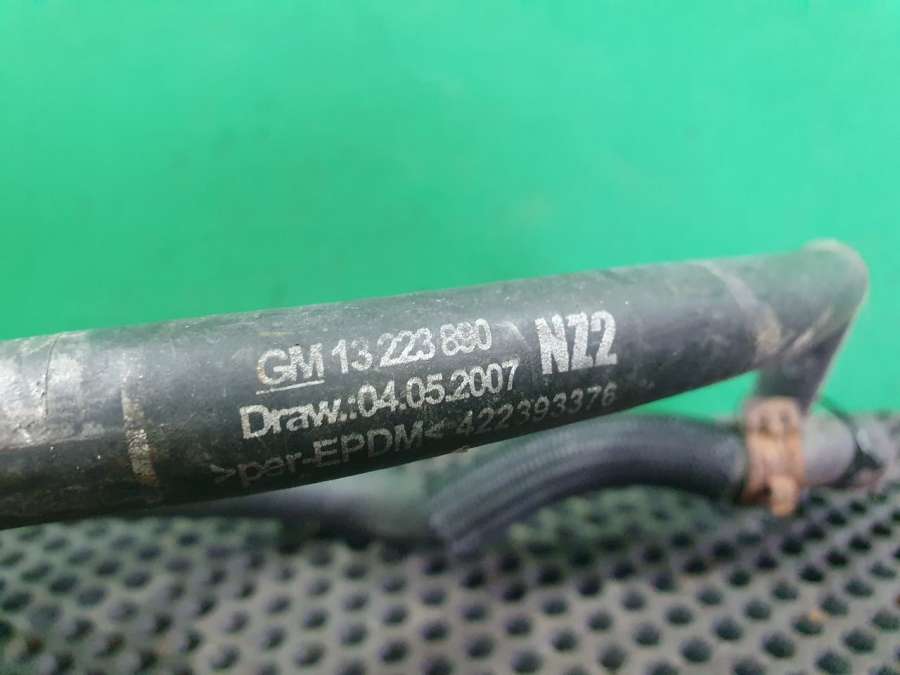 GM 13 223 890 NZ2
Draw.:04.05.2007
>per-EPDM< 422393376